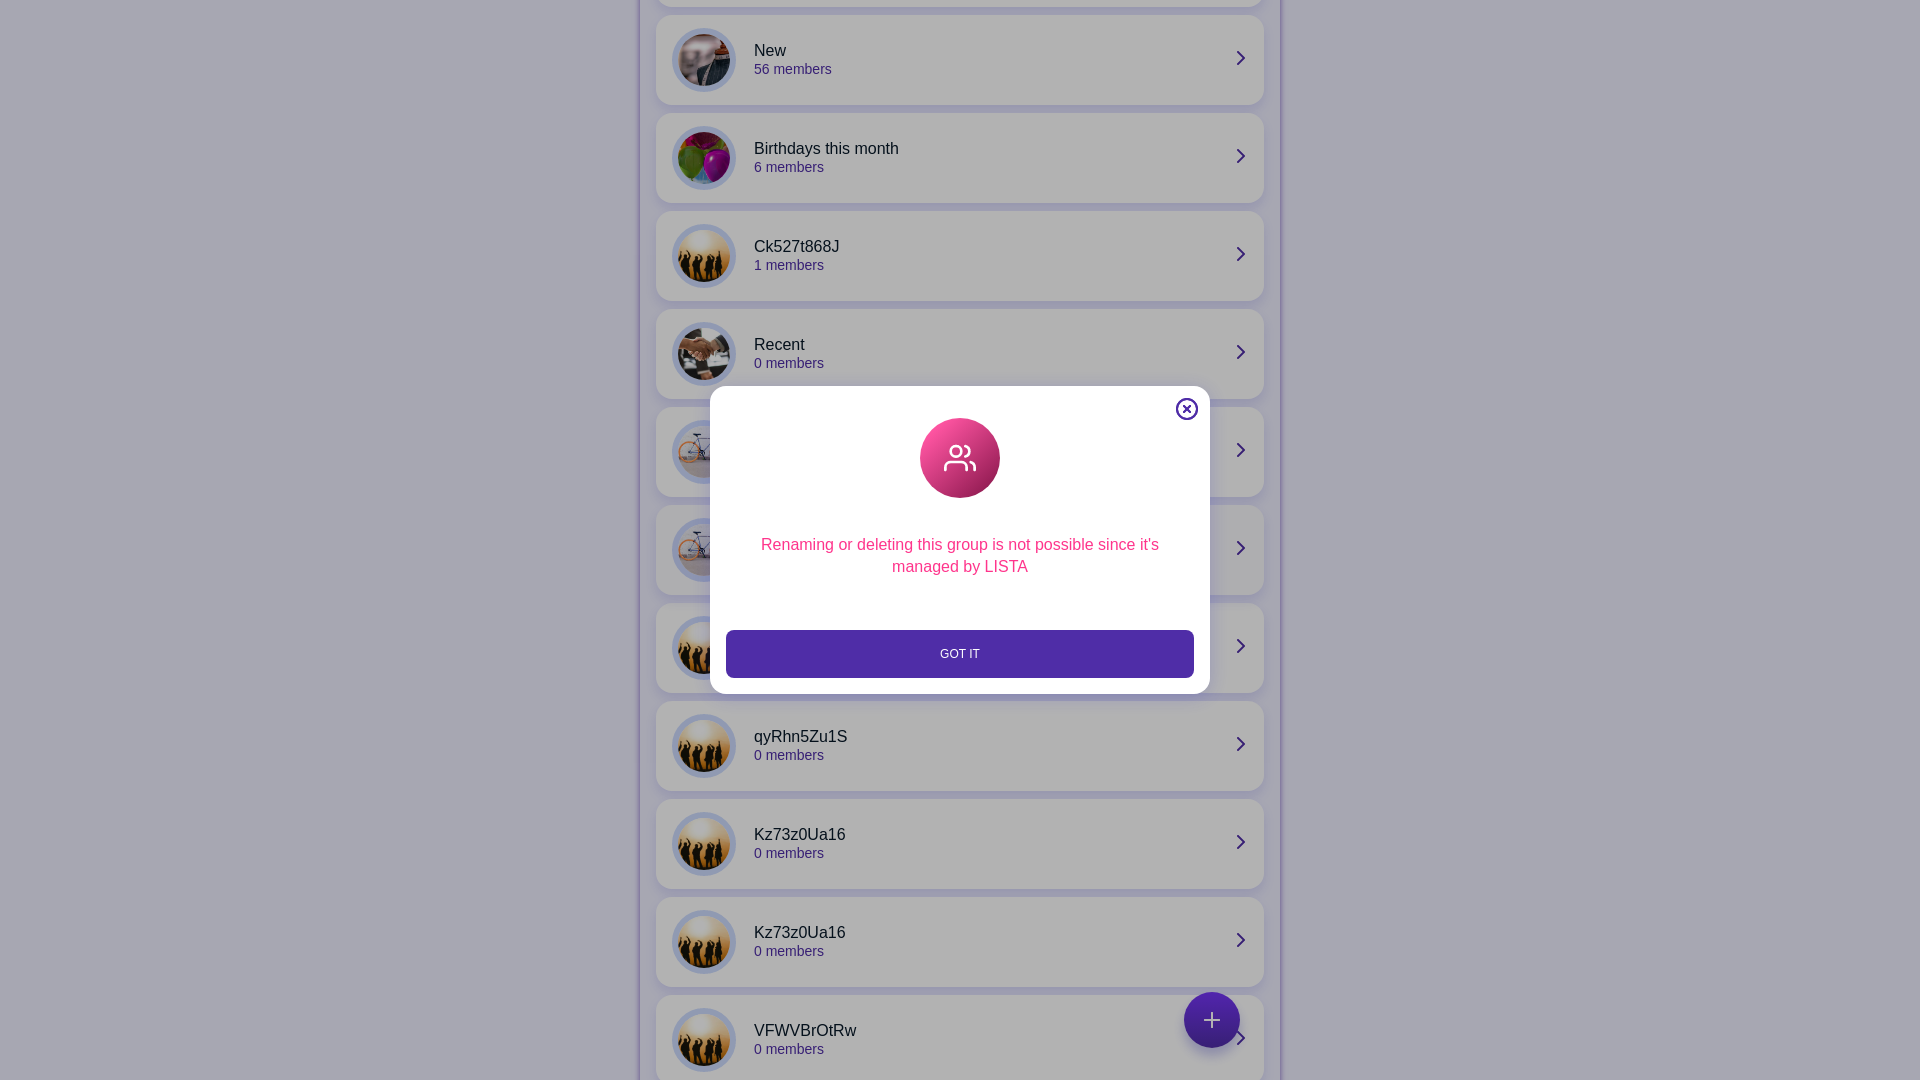 New
56 members
Birthdays this month
6 members
Ck527t868J
1 members
Recent
0 members
Renaming or deleting this group is not possible since it's
managed by LISTA
GOT IT
qyRhn5Zu1S
0 members
Kz73z0Ua16
0 members
Kz73z0Ua16
0 members
VFWVBrOtRw
0 members